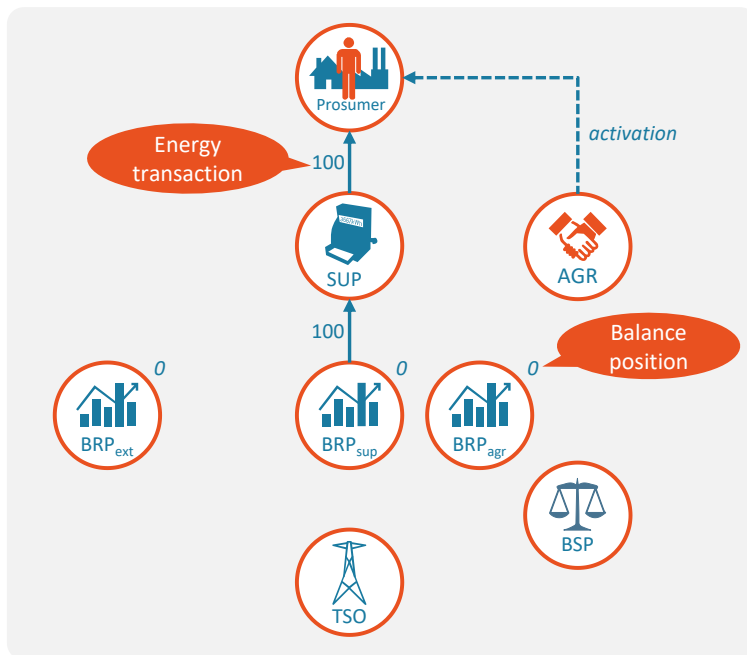 Prosumer
Energy
transaction
100
activation
SUP
AGR
100
Balance
position
0
0
0
BRPext
BRPsup
BRPagr
BSP
TSO